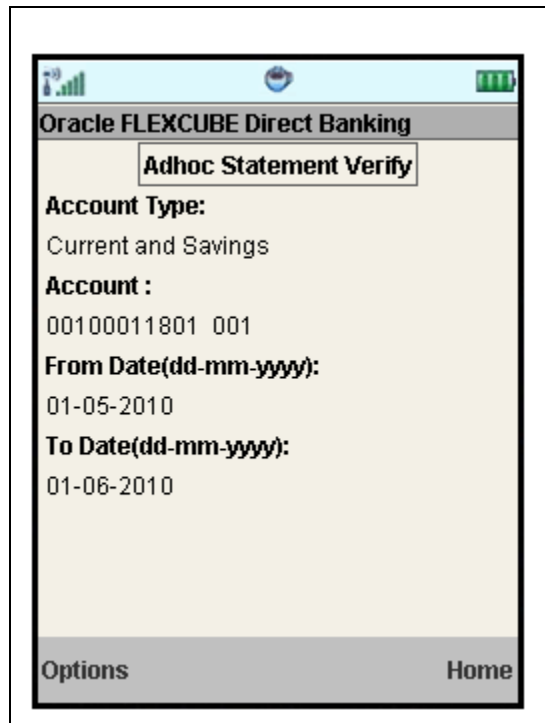 Oracle FLEXCUBE Direct Banking
Adhoc Statement Verify
Account Type:
Current and Savings
Account :
00100011801 001
From Date(dd-mm-yyyy):
01-05-2010
To Date(dd-mm-yyyy):
01-06-2010
Options Home